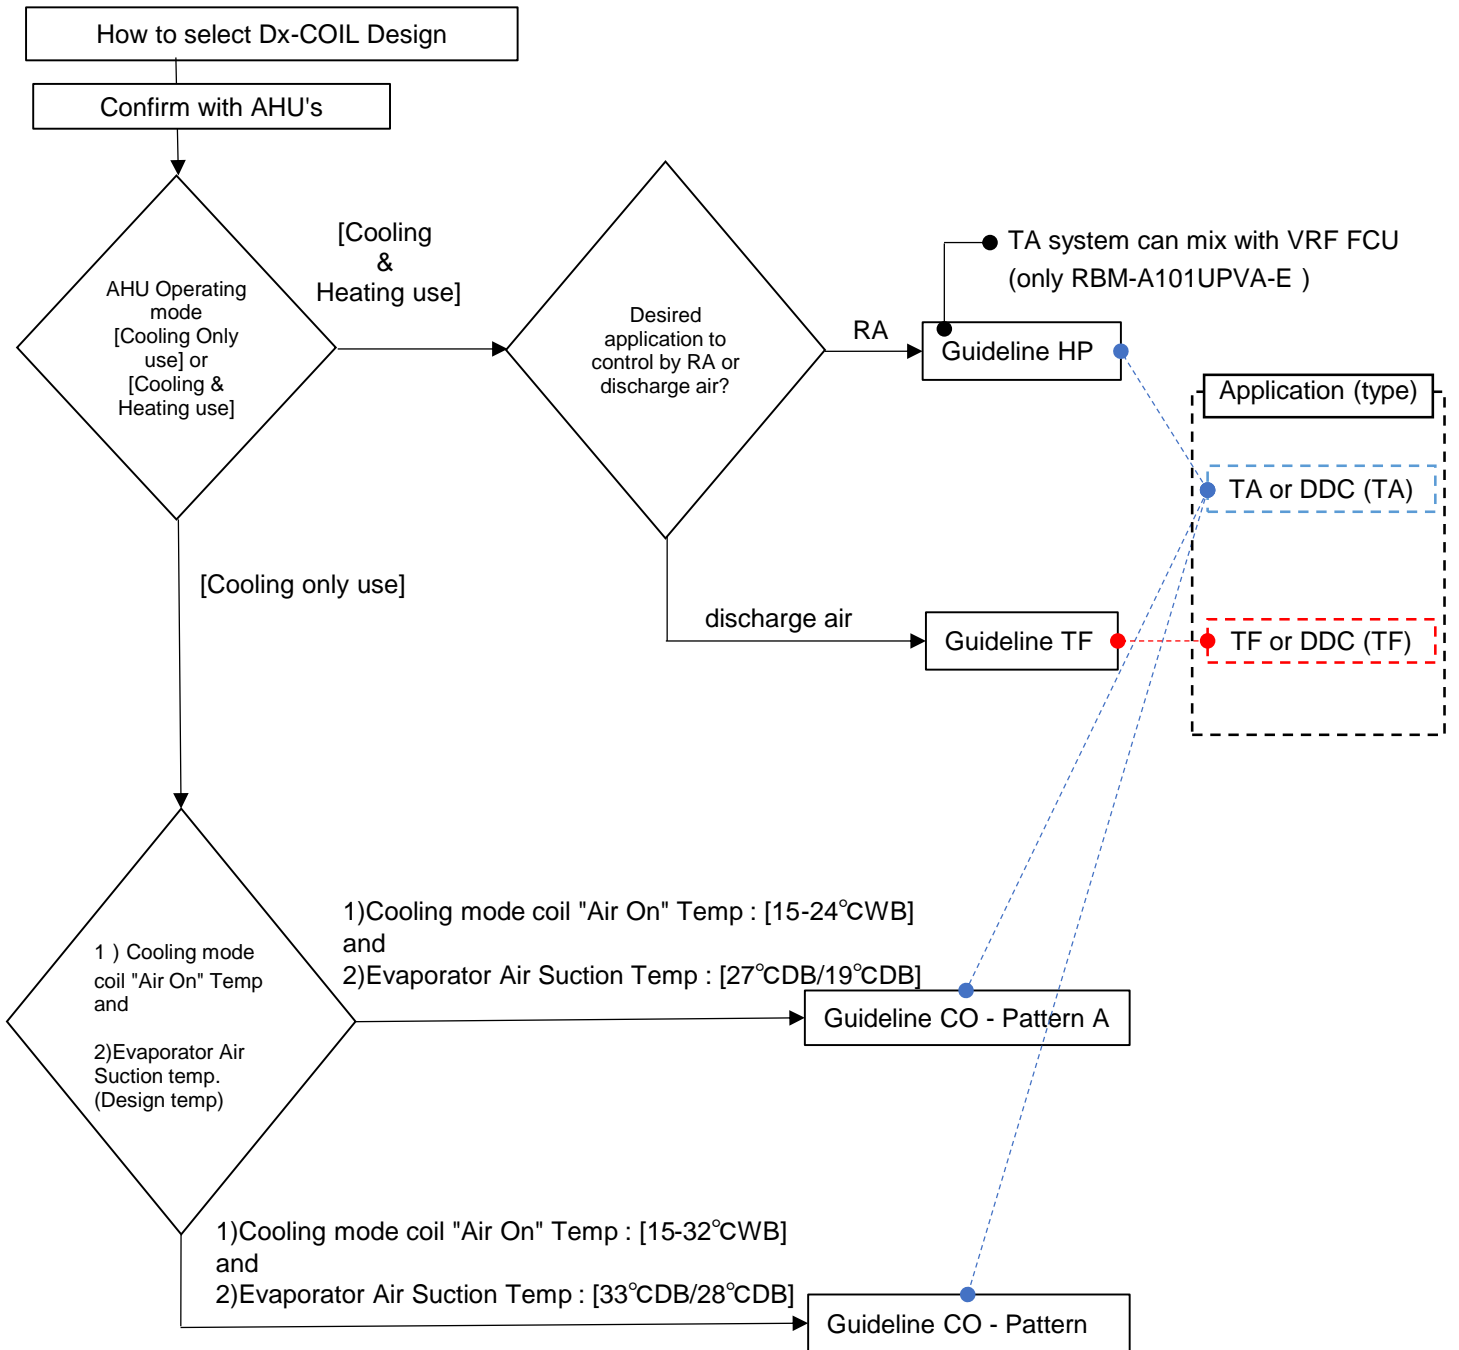 How to select Dx-COIL Design
Confirm with AHU's
AHU Operating
mode
[Cooling Only
use] or
[Cooling &
Heating use]
[Cooling
&
Heating use]
Desired
application to
control by RA or
discharge air?
RA
TA system can mix with VRF FCU
(only RBM-A101UPVA-E )
Guideline HP
Application (type)
TA or DDC (TA)
TF or DDC (TF)
discharge air
Guideline TF
[Cooling only use]
1 ) Cooling mode
coil "Air On" Temp
and
2)Evaporator Air
Suction temp.
(Design temp)
1)Cooling mode coil "Air On" Temp : [15-24℃WB]
and
2)Evaporator Air Suction Temp : [27℃DB/19℃DB]
Guideline CO - Pattern A
1)Cooling mode coil "Air On" Temp : [15-32℃WB]
and
2)Evaporator Air Suction Temp : [33℃DB/28℃DB]
Guideline CO - Pattern